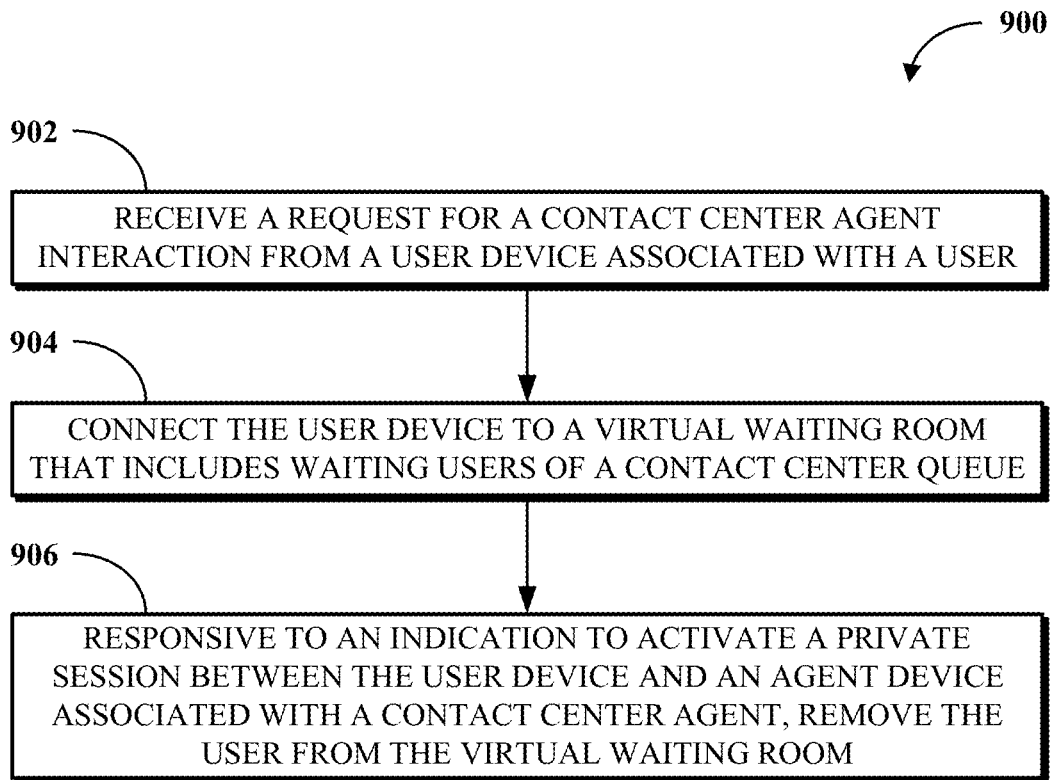 900
902
RECEIVE A REQUEST FOR A CONTACT CENTER AGENT
INTERACTION FROM A USER DEVICE ASSOCIATED WITH A USER
904
CONNECT THE USER DEVICE TO A VIRTUAL WAITING ROOM
THAT INCLUDES WAITING USERS OF A CONTACT CENTER QUEUE
906
RESPONSIVE TO AN INDICATION TO ACTIVATE A PRIVATE
SESSION BETWEEN THE USER DEVICE AND AN AGENT DEVICE
ASSOCIATED WITH A CONTACT CENTER AGENT, REMOVE THE
USER FROM THE VIRTUAL WAITING ROOM